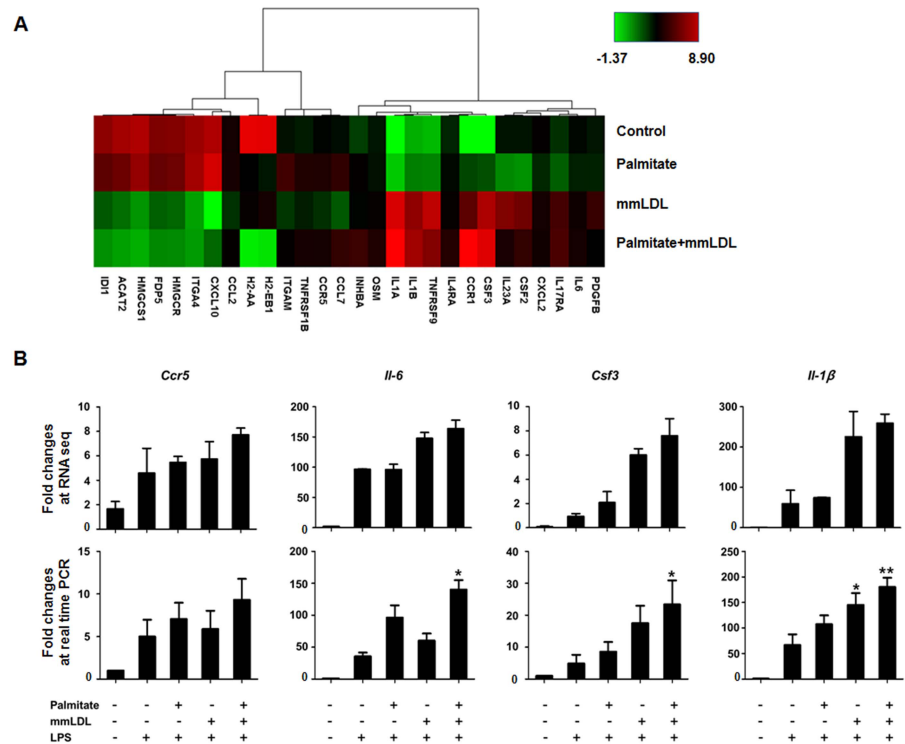 A
-1.37 8.90
Control
Palmitate
mmLDL
Palmitate+mmLDL
IDI1 ACAT2 HMGCS1 FDP5 HMGCR ITGA4 CXCL10 CCL2 H2-AA H2-EB1 ITGAM TNFRSF1B CCR5 CCL7 INHBA OSM IL1A IL1B TNFRSF9 IL4RA CCR1 CSF3 IL23A CSF2 CXCL2 IL17RA IL6 PDGFB
B
Ccr5 Il-6 Csf3 Il-1β
Fold changes
at RNA seq
10 8 6 4 2 0
200 150 100 50 0
8 6 4 2 0
300 200 100 0
Fold changes
at real time PCR
15 10 5 0
200 150 100 50 0
40 30 20 10 0
200 150 100 50 0
* * * **
Palmitate - - + - + - - + - + - - + - + - - + - +
mmLDL - - - + + - - - + + - - - + + - - - + +
LPS - + + + + - + + + + - + + + + - + + + +